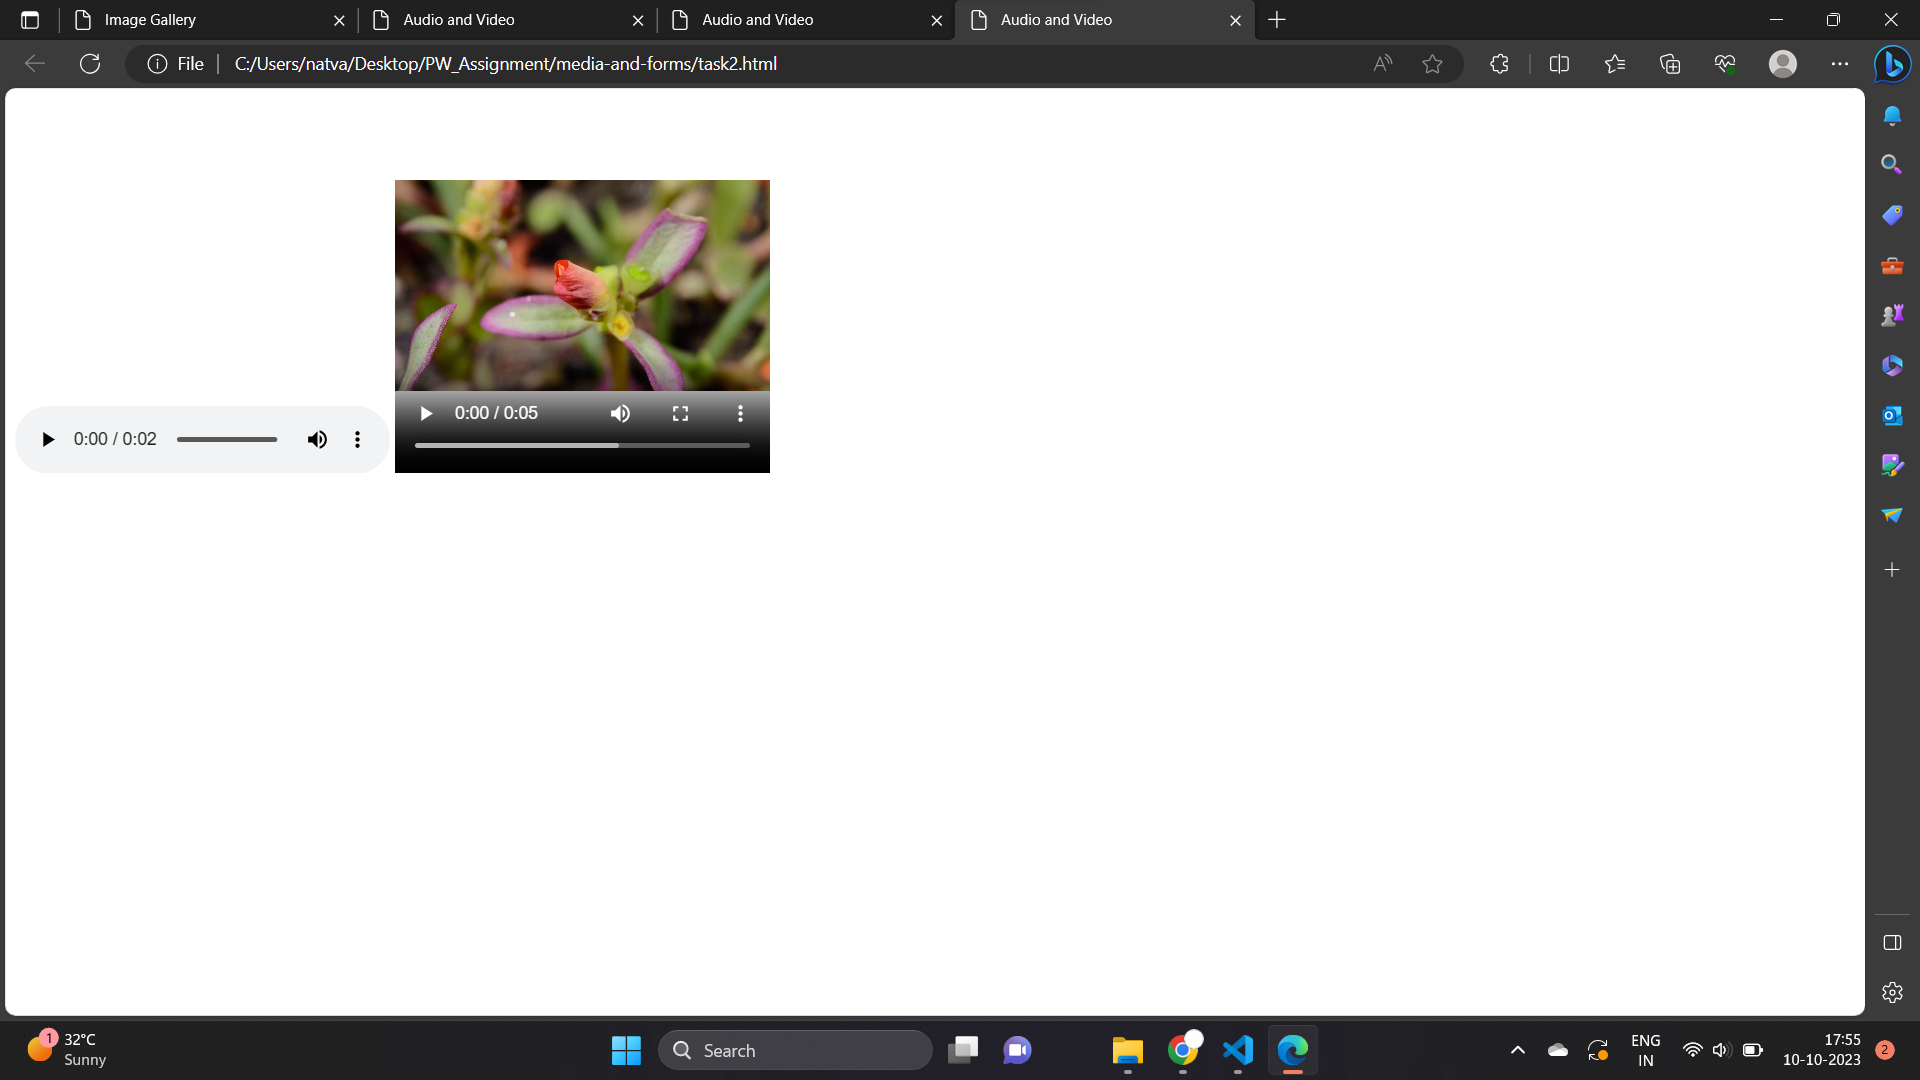 Image Gallery
Audio and Video
Audio and Video
Audio and Video
File
C:/Users/natva/Desktop/PW_Assignment/media-and-forms/task2.html
0:00 / 0:05
0:00 / 0:02
1
32°C
Sunny
Search
ENG
IN
17:55
10-10-2023
2